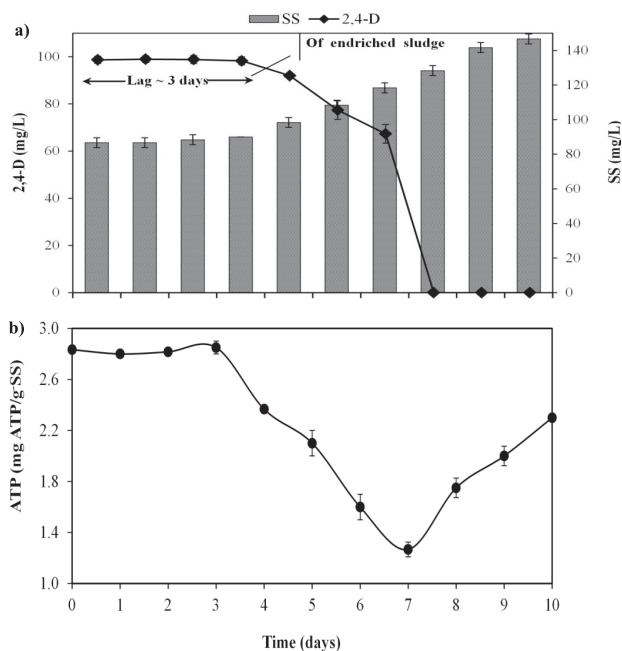 SS 2,4-D
a)
Of endriched sludge
Lag ~ 3 days
2,4-D (mg/L)
100
80
60
40
20
0
SS (mg/L)
140
120
100
80
60
40
20
0
b)
ATP (mg ATP/g-SS)
3.0
2.6
2.2
1.8
1.4
1.0
0 1 2 3 4 5 6 7 8 9 10
Time (days)